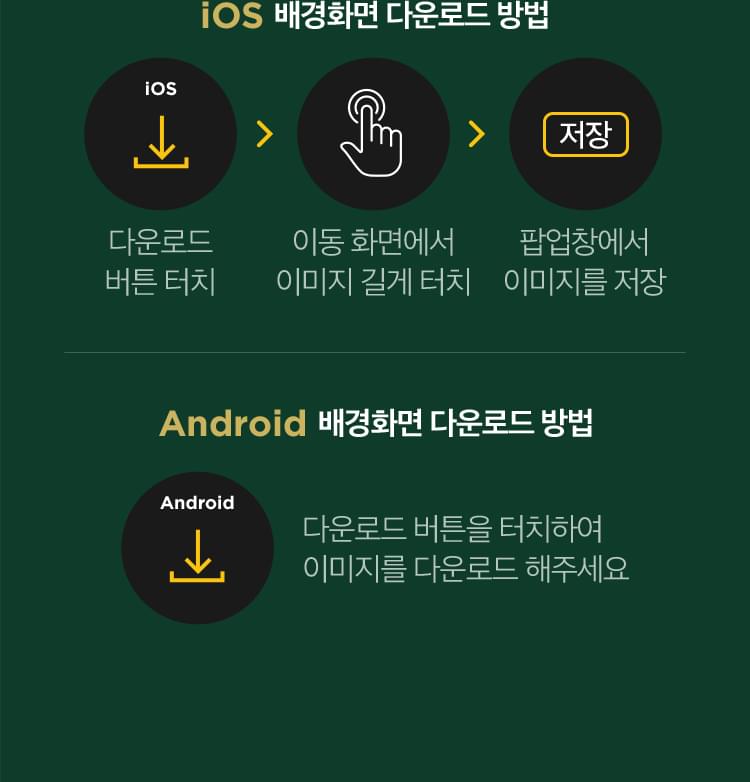 iOS 배경화면 다운로드 방법
iOS
저장
다운로드
버튼 터치
이동 화면에서
이미지 길게 터치
팝업창에서
이미지를 저장
Android 배경화면 다운로드 방법
Android
다운로드 버튼을 터치하여
이미지를 다운로드 해주세요